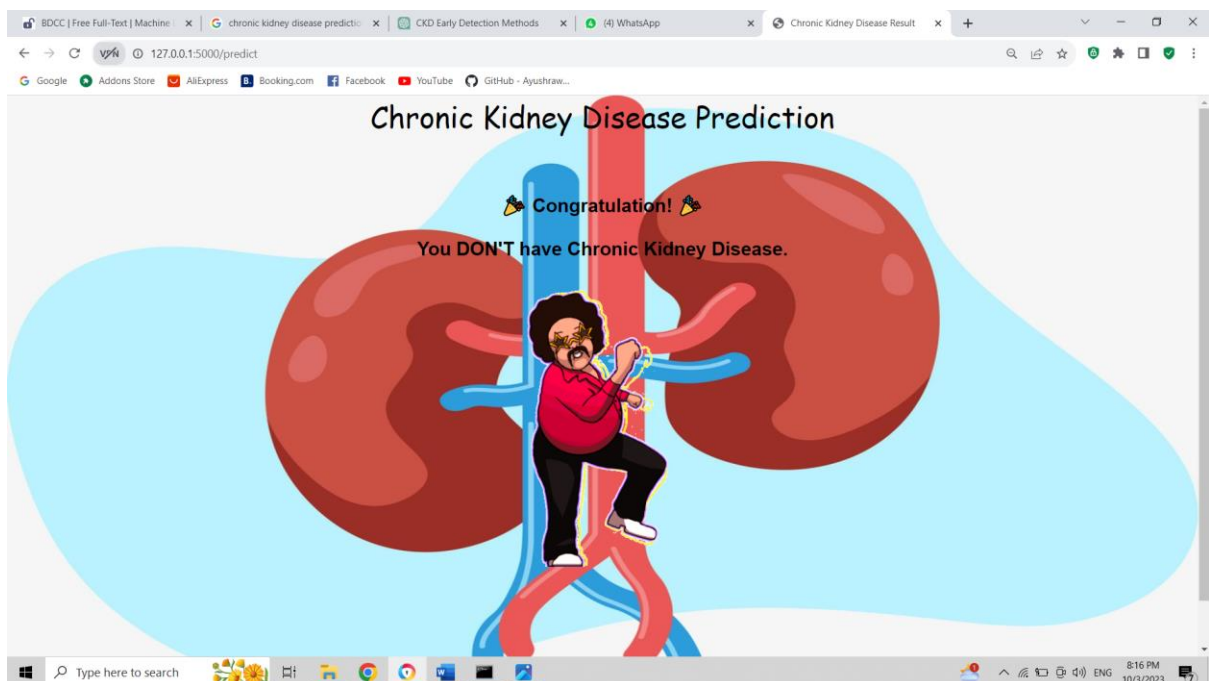 BDCC | Free Full-Text | Machine L
chronic kidney disease predictio
CKD Early Detection Methods
(4) WhatsApp
Chronic Kidney Disease Result
VPN
127.0.0.1:5000/predict
Google
Addons Store
AliExpress
B. Booking.com
Facebook
YouTube
GitHub - Ayushraw...
Chronic Kidney Disease Prediction
🎉 Congratulation! 🎉
You DON'T have Chronic Kidney Disease.
Type here to search
ENG
8:16 PM
10/3/2023